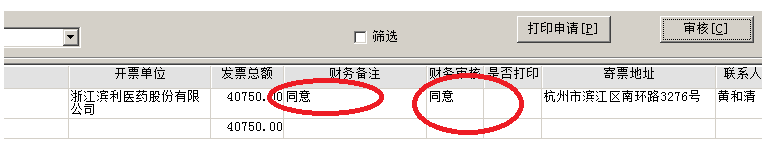 筛选 打印申请[P] 审核[C]
开票单位 发票总额 财务备注 财务审核 是否打印 寄票地址 联系人
浙江滨利医药股份有限 40750.00 同意 同意 杭州市滨江区南环路3276号 黄和清
公司
40750.00